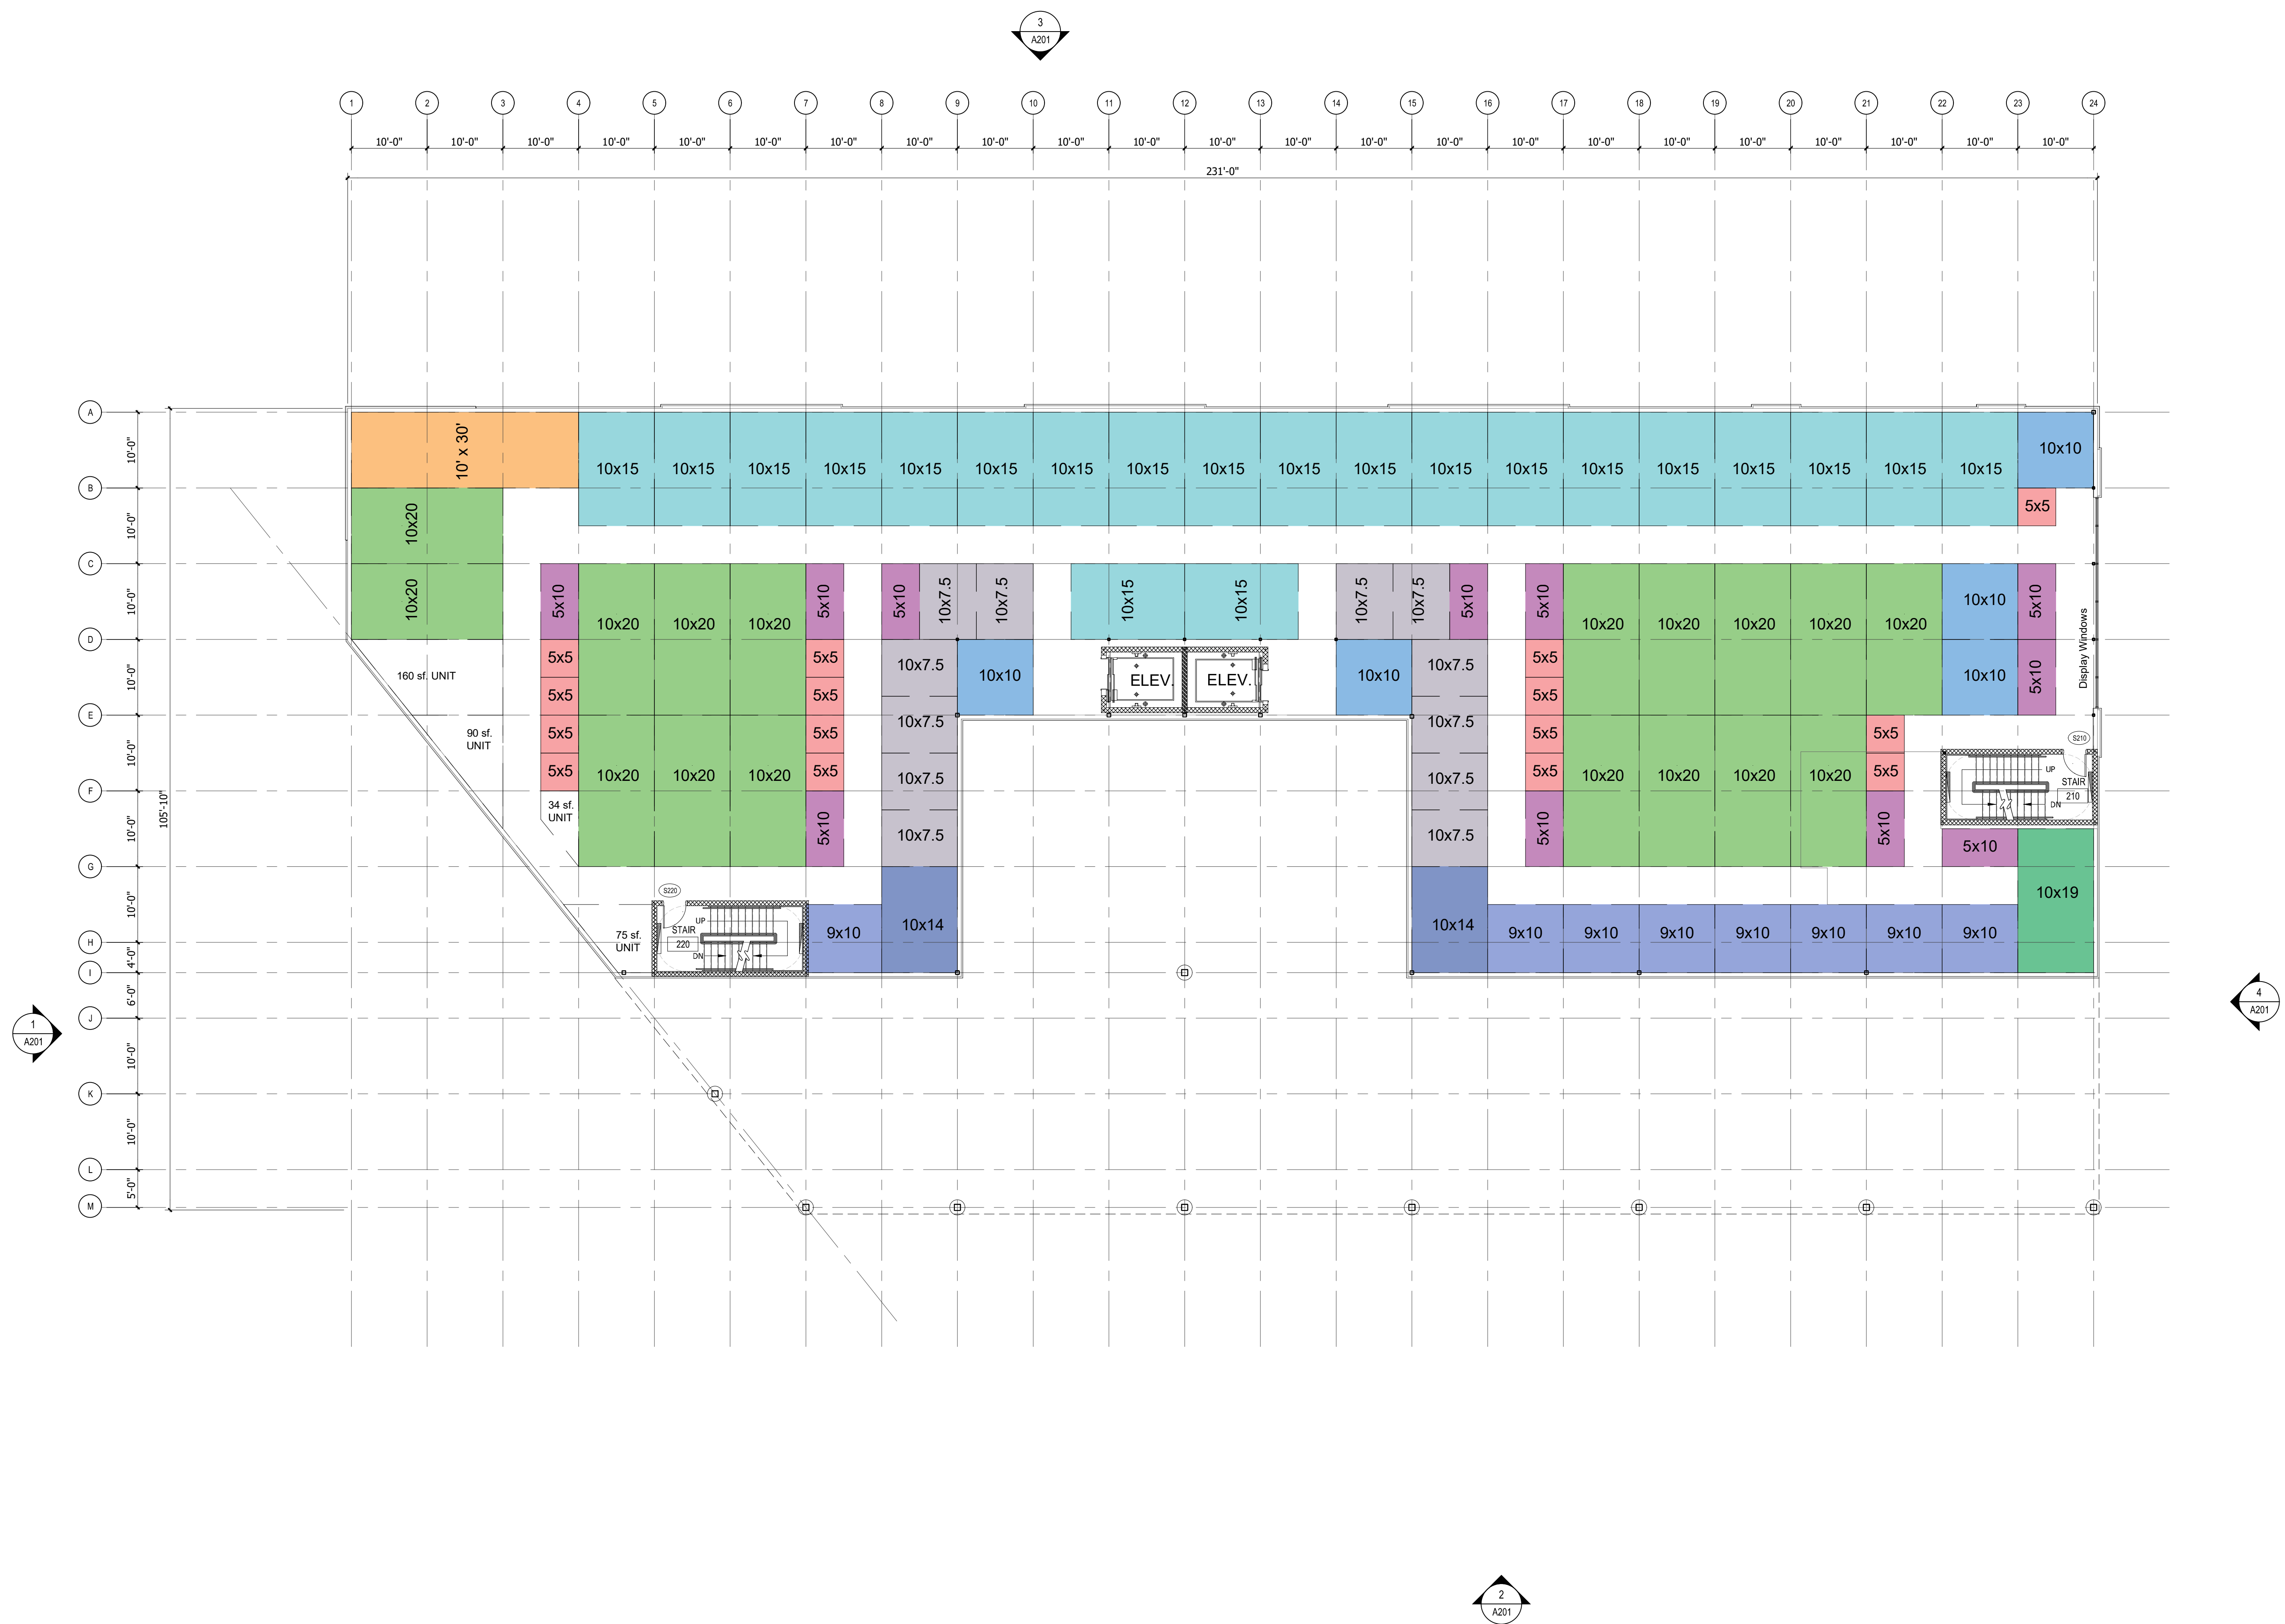 3
A201
1 2 3 4 5 6 7 8 9 10 11 12 13 14 15 16 17 18 19 20 21 22 23 24
10'-0" 10'-0" 10'-0" 10'-0" 10'-0" 10'-0" 10'-0" 10'-0" 10'-0" 10'-0" 10'-0" 10'-0" 10'-0" 10'-0" 10'-0" 10'-0" 10'-0" 10'-0" 10'-0" 10'-0" 10'-0" 10'-0" 10'-0"
231'-0"
A
10'-0"
B
10'-0"
C
10'-0"
D
10'-0"
E
10'-0"
F
10'-0"
G
10'-0"
H
4'-0"
I
6'-0"
J
10'-0"
K
10'-0"
L
5'-0"
M
105'-10"
10' x 30'
10x15 10x15 10x15 10x15 10x15 10x15 10x15 10x15 10x15 10x15 10x15 10x15 10x15 10x15 10x15 10x15 10x15 10x15 10x15
10x10
10x20
5x5
10x20
5x10
10x20 10x20 10x20
5x10
5x10
10x7.5
10x7.5
10x15
10x15
10x7.5
10x7.5
5x10
5x10
10x20 10x20 10x20 10x20 10x20
10x10
5x10
160 sf. UNIT
5x5
5x5
5x5
5x5
5x5
5x5
5x5
5x5
10x7.5
10x10
ELEV.
ELEV.
10x10
10x7.5
5x5
5x5
5x5
5x5
10x10
5x10
Display Windows
90 sf.
UNIT
10x7.5
10x7.5
10x20 10x20 10x20
10x7.5
10x7.5
10x20 10x20 10x20 10x20
5x5
5x5
S210
UP
STAIR
210
DN
34 sf.
UNIT
5x10
10x7.5
10x7.5
5x10
5x10
5x10
10x19
S220
UP
STAIR
220
DN
75 sf.
UNIT
9x10
10x14
10x14
9x10 9x10 9x10 9x10 9x10 9x10 9x10
1
A201
4
A201
2
A201